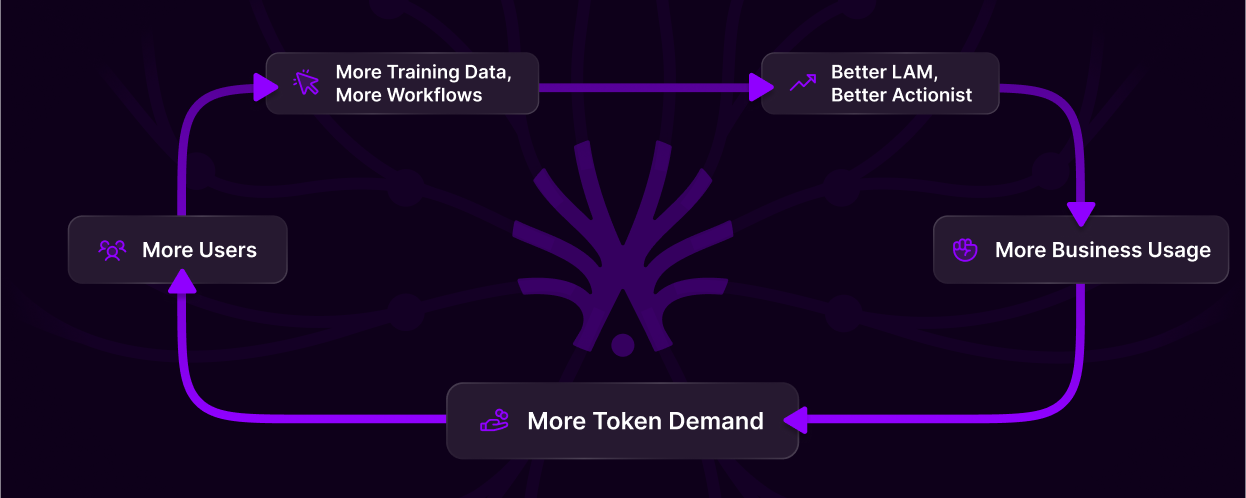 More Training Data,
More Workflows
Better LAM,
Better Actionist
More Users
More Business Usage
More Token Demand